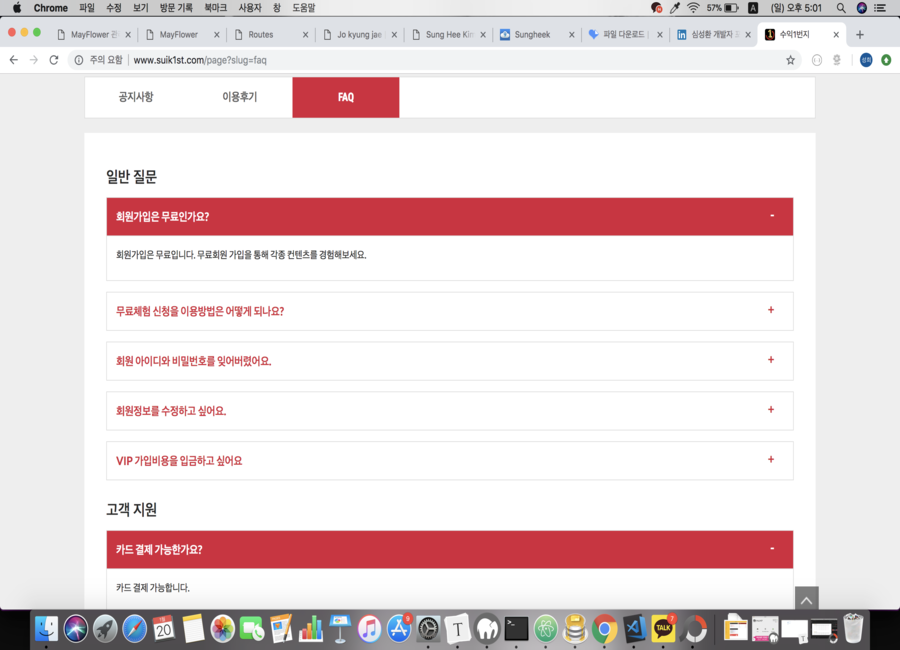 Chrome 파일 수정 보기 방문 기록 북마크 사용자 창 도움말 57% A (일) 오후 5:01
MayFlower 관 MayFlower Routes Jo kyung jae Sung Hee Kin Sungheek 파일 다운로드 심성환 개발자 수익1번지
주의 요함 www.suik1st.com/page?slug=faq 성희
공지사항 이용후기 FAQ
일반 질문
회원가입은 무료인가요? -
회원가입은 무료입니다. 무료회원 가입을 통해 각종 컨텐츠를 경험해보세요.
무료체험 신청을 이용방법은 어떻게 되나요? +
회원 아이디와 비밀번호를 잊어버렸어요. +
회원정보를 수정하고 싶어요. +
VIP 가입비용을 입금하고 싶어요 +
고객 지원
카드 결제 가능한가요? -
카드 결제 가능합니다.
20 T TALK